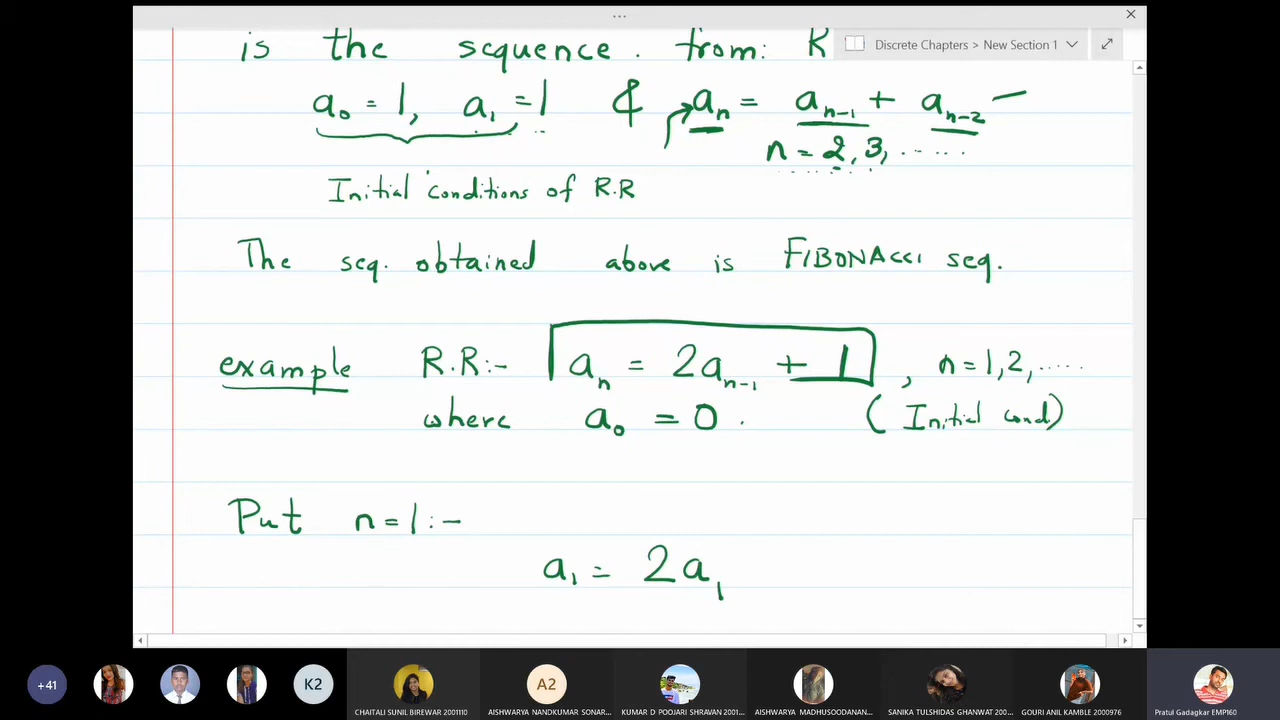 is the sequence. from: R
Discrete Chapters > New Section 1
a₀ = 1, a₁ = 1 & aₙ = aₙ₋₁ + aₙ₋₂ —
n = 2, 3, .....
Initial conditions of R.R
The seq. obtained above is FIBONACCI seq.
example R.R:- aₙ = 2aₙ₋₁ + 1, n = 1, 2, .....
where a₀ = 0. (Initial cond)
Put n = 1 :-
a₁ = 2a₁
+41
K2
A2
CHAITALI SUNIL BIREWAR 2001110
AISHWARYA NANDKUMAR SONAR...
KUMAR D POOJARI SHRAVAN 2001...
AISHWARYA MADHUSOODANAN...
SANIKA TULSHIDAS GHANWAT 200...
GOURI ANIL KAMBLE 2000976
Pratul Gadagkar EMP160